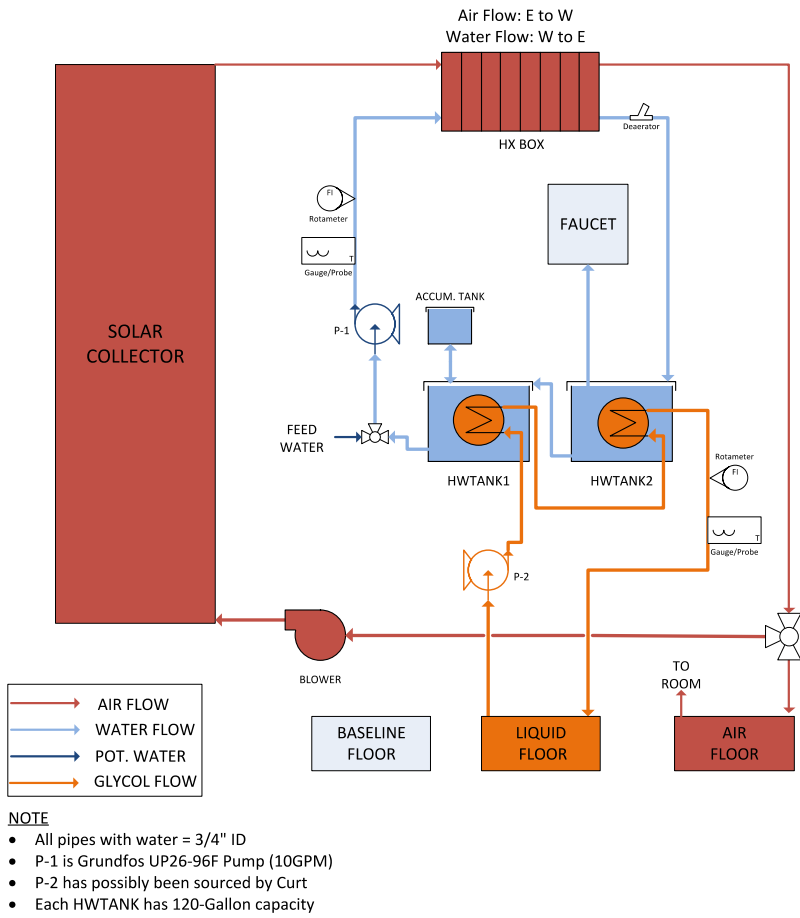 Air Flow: E to W
Water Flow: W to E
HX BOX
Deaerator
FI
Rotameter
T
Gauge/Probe
FAUCET
ACCUM. TANK
P-1
SOLAR
COLLECTOR
FEED
WATER
HWTANK1
HWTANK2
Rotameter
FI
T
Gauge/Probe
P-2
BLOWER
TO
ROOM
AIR FLOW
WATER FLOW
POT. WATER
GLYCOL FLOW
BASELINE
FLOOR
LIQUID
FLOOR
AIR
FLOOR
NOTE
• All pipes with water = 3/4" ID
• P-1 is Grundfos UP26-96F Pump (10GPM)
• P-2 has possibly been sourced by Curt
• Each HWTANK has 120-Gallon capacity